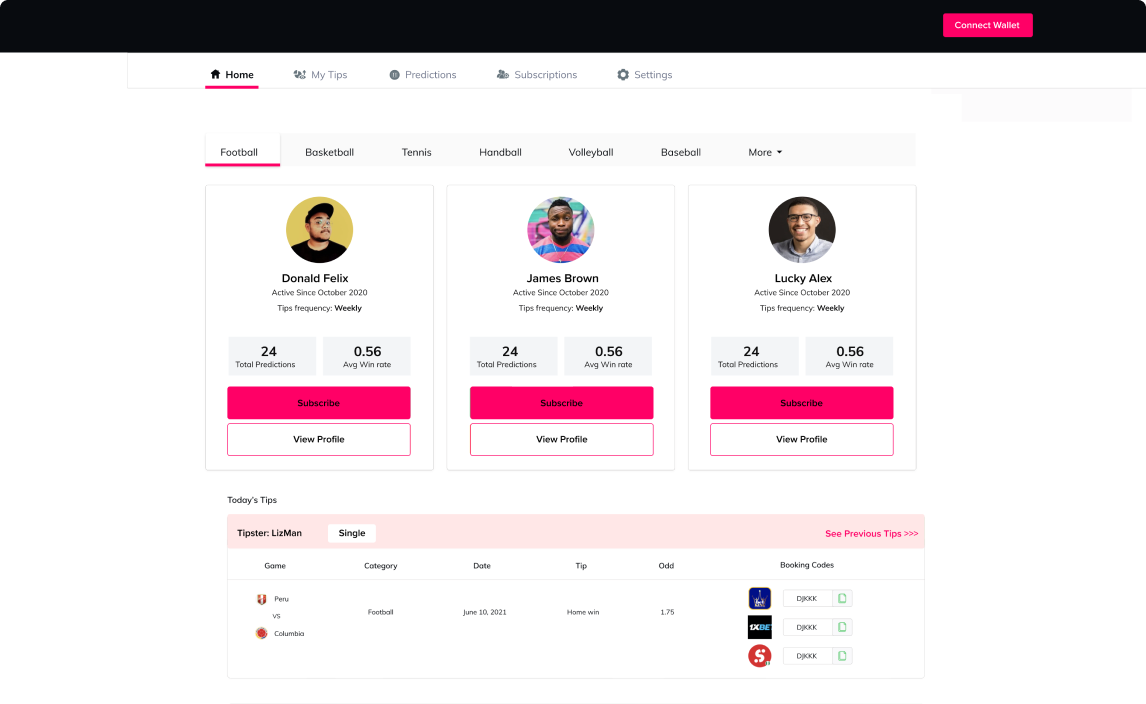 Connect Wallet
Home My Tips Predictions Subscriptions Settings
Football Basketball Tennis Handball Volleyball Baseball More
Donald Felix
Active Since October 2020
Tips frequency: Weekly
24 0.56
Total Predictions Avg Win rate
Subscribe
View Profile
James Brown
Active Since October 2020
Tips frequency: Weekly
24 0.56
Total Predictions Avg Win rate
Subscribe
View Profile
Lucky Alex
Active Since October 2020
Tips frequency: Weekly
24 0.56
Total Predictions Avg Win rate
Subscribe
View Profile
Today's Tips
Tipster: LizMan Single See Previous Tips >>>
Game Category Date Tip Odd Booking Codes
Peru
VS
Columbia
Football June 10, 2021 Home win 1.75
DJKKK
1XBET DJKKK
DJKKK